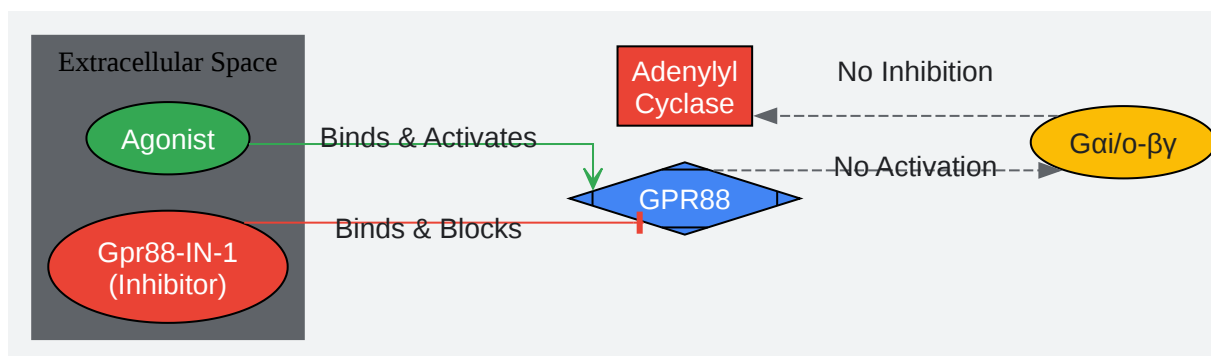 Extracellular Space
Agonist
Binds & Activates
Gpr88-IN-1
(Inhibitor)
Binds & Blocks
Adenylyl
Cyclase
No Inhibition
Gαi/o-βγ
No Activation
GPR88